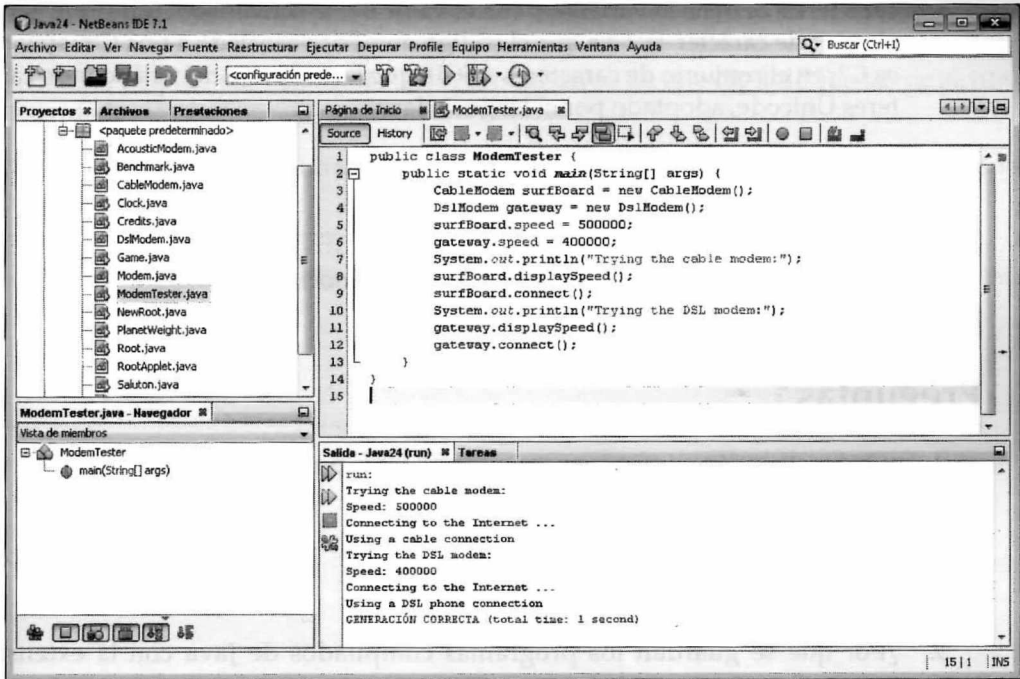 Java24 - NetBeans IDE 7.1
Archivo Editar Ver Navegar Fuente Reestructurar Ejecutar Depurar Profile Equipo Herramientas Ventana Ayuda
Buscar (Ctrl+I)
<configuración prede...
Proyectos Archivos Prestaciones
<paquete predeterminado>
AcousticModem.java
Benchmark.java
CableModem.java
Clock.java
Credits.java
DslModem.java
Game.java
Modem.java
ModemTester.java
NewRoot.java
PlanetWeight.java
Root.java
RootApplet.java
Saluton.java
ModemTester.java - Navegador
Vista de miembros
ModemTester
main(String[] args)
Página de Inicio ModemTester.java
Source History
1 public class ModemTester {
2 public static void main(String[] args) {
3 CableModem surfBoard = new CableModem();
4 DslModem gateway = new DslModem();
5 surfBoard.speed = 500000;
6 gateway.speed = 400000;
7 System.out.println("Trying the cable modem:");
8 surfBoard.displaySpeed();
9 surfBoard.connect();
10 System.out.println("Trying the DSL modem:");
11 gateway.displaySpeed();
12 gateway.connect();
13 }
14 }
15
Salida - Java24 (run) Tareas
run:
Trying the cable modem:
Speed: 500000
Connecting to the Internet ...
Using a cable connection
Trying the DSL modem:
Speed: 400000
Connecting to the Internet ...
Using a DSL phone connection
GENERACIÓN CORRECTA (total time: 1 second)
15 | 1 INS